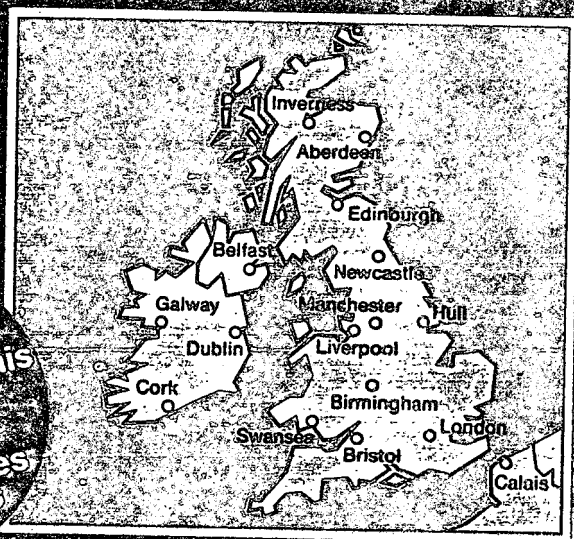 Inverness
Aberdeen
Edinburgh
Belfast
Newcastle
Galway
Manchester
Hull
Dublin
Liverpool
Cork
Birmingham
Swansea
London
Bristol
Calais